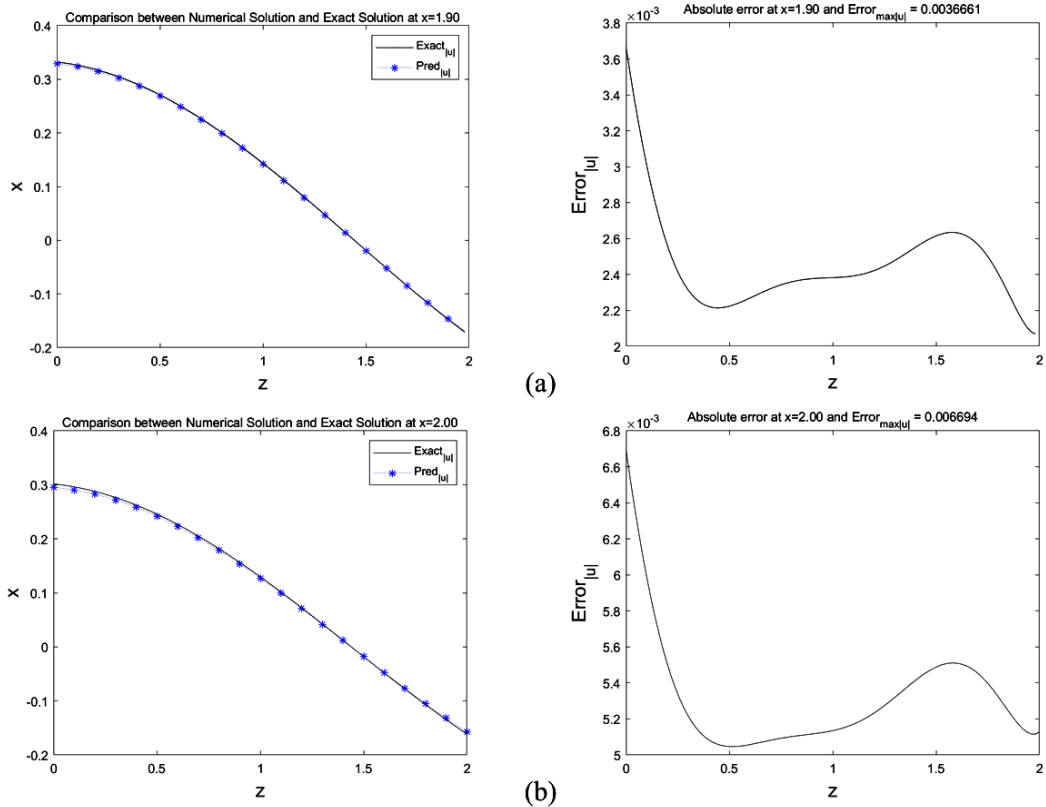 Comparison between Numerical Solution and Exact Solution at x=1.90
0.4
0.3
0.2
0.1
0
-0.1
-0.2
x
Exact|u|
Pred|u|
0 0.5 1 1.5 2
z
Absolute error at x=1.90 and Errormax|u| = 0.0036661
×10-3
3.8
3.6
3.4
3.2
3
2.8
2.6
2.4
2.2
2
Error|u|
0 0.5 1 1.5 2
z
(a)
Comparison between Numerical Solution and Exact Solution at x=2.00
0.4
0.3
0.2
0.1
0
-0.1
-0.2
x
Exact|u|
Pred|u|
0 0.5 1 1.5 2
z
Absolute error at x=2.00 and Errormax|u| = 0.006694
×10-3
6.8
6.6
6.4
6.2
6
5.8
5.6
5.4
5.2
5
Error|u|
0 0.5 1 1.5 2
z
(b)